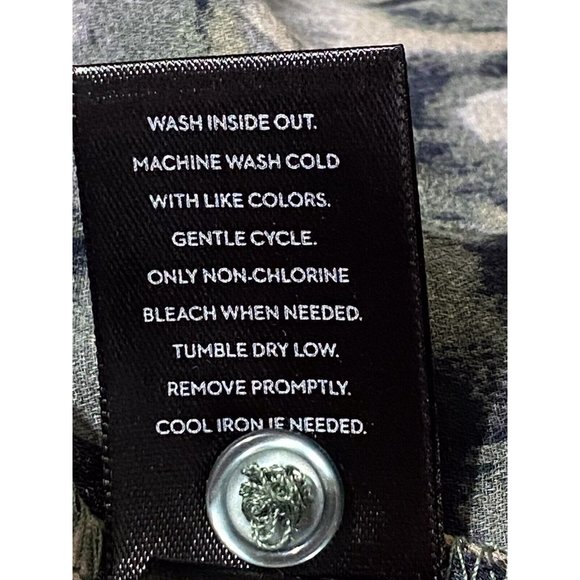 WASH INSIDE OUT.
MACHINE WASH COLD
WITH LIKE COLORS.
GENTLE CYCLE.
ONLY NON-CHLORINE
BLEACH WHEN NEEDED.
TUMBLE DRY LOW.
REMOVE PROMPTLY.
COOL IRON IF NEEDED.